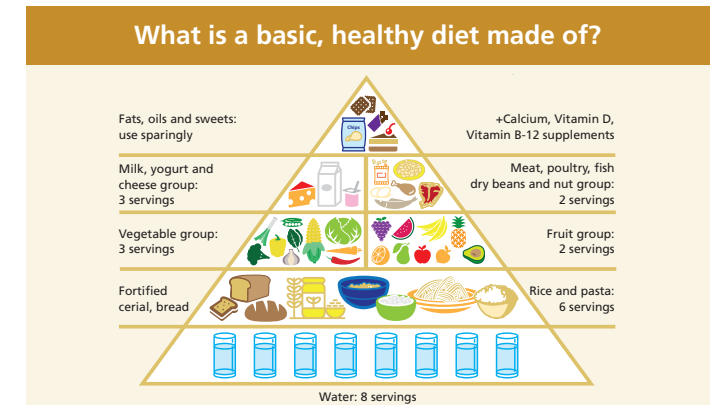 What is a basic, healthy diet made of?
Fats, oils and sweets:
use sparingly
+Calcium, Vitamin D,
Vitamin B-12 supplements
Chips
Milk, yogurt and
cheese group:
3 servings
Meat, poultry, fish
dry beans and nut group:
2 servings
Vegetable group:
3 servings
Fruit group:
2 servings
Fortified
cerial, bread
Rice and pasta:
6 servings
Water: 8 servings